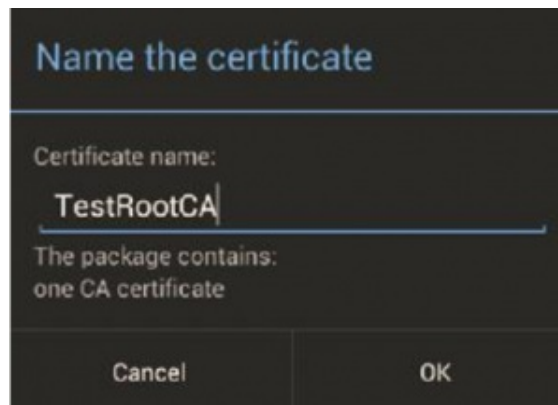 Name the certificate
Certificate name:
TestRootCA
The package contains:
one CA certificate
Cancel OK